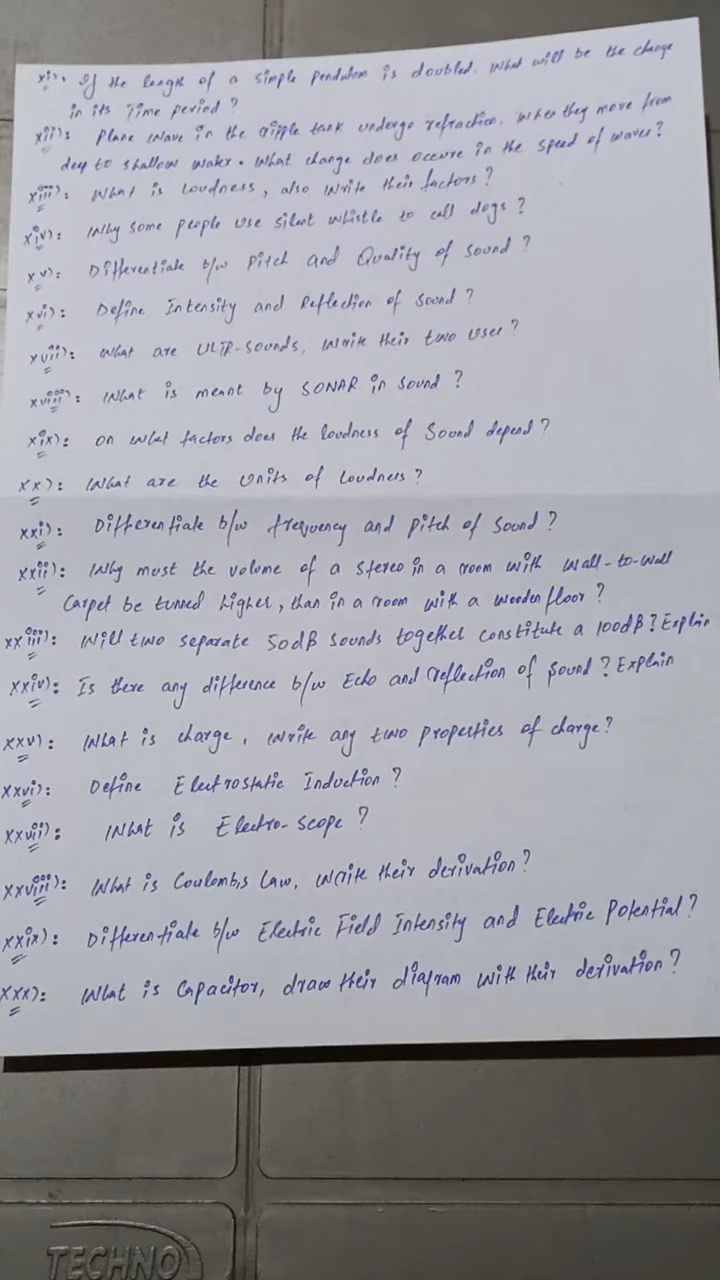 xi): If the length of a simple pendulum is doubled. What will be the change
in its Time period?
xii): Plane wave in the ripple tank undergo refraction. When they move from
deep to shallow water. What change does occure in the speed of waves?
xiii): What is Loudness, also write their factors?
xiv): Why some people use silent whistle to call dogs?
xv): Differentiate b/w Pitch and Quality of Sound?
xvi): Define Intensity and Reflection of Sound?
xvii): What are ULTR-Sounds, Write their two uses?
xviii): What is meant by SONAR in Sound?
xix): on what factors does the loudness of Sound depend?
xx): What are the units of Loudness?
xxi): Differentiate b/w frequency and pitch of Sound?
xxii): Why must the volume of a stereo in a room with wall-to-wall
Carpet be tunned higher, than in a room with a wooden floor?
xxiii): Will two separate 50dB sounds together constitute a 100dB? Explin
xxiv): Is there any difference b/w Echo and reflection of Sound? Explain
xxv): What is charge, write any two properties of charge?
xxvi): Define Electrostatic Induction?
xxvii): What is Electro-scope?
xxviii): What is Coulomb,s Law, write their derivation?
xxix): Differentiate b/w Electric Field Intensity and Electric Potential?
xxx): What is Capacitor, draw their diagram with their derivation?
TECHNO